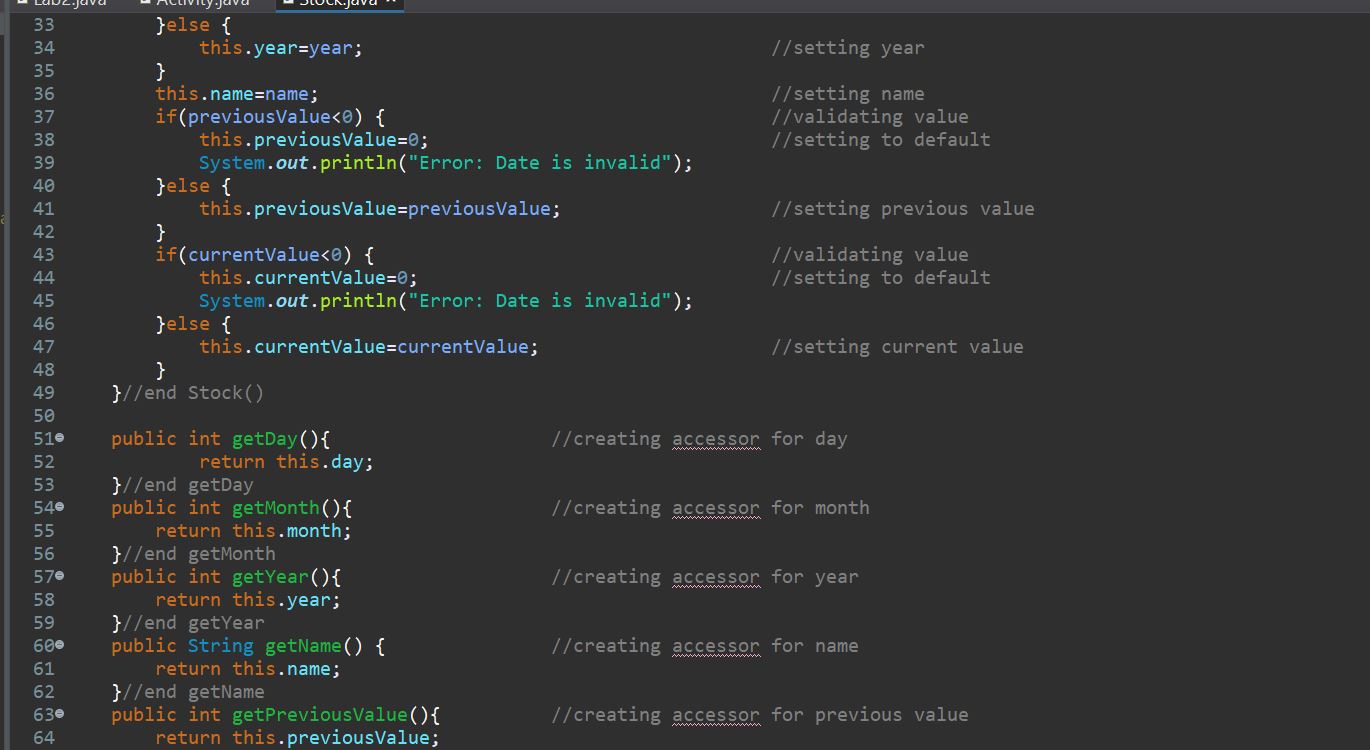 Lab2.java Activity.java Stock.java
33 }else {
34 this.year=year; //setting year
35 }
36 this.name=name; //setting name
37 if(previousValue<0) { //validating value
38 this.previousValue=0; //setting to default
39 System.out.println("Error: Date is invalid");
40 }else {
41 this.previousValue=previousValue; //setting previous value
42 }
43 if(currentValue<0) { //validating value
44 this.currentValue=0; //setting to default
45 System.out.println("Error: Date is invalid");
46 }else {
47 this.currentValue=currentValue; //setting current value
48 }
49 }//end Stock()
50
51 public int getDay(){ //creating accessor for day
52 return this.day;
53 }//end getDay
54 public int getMonth(){ //creating accessor for month
55 return this.month;
56 }//end getMonth
57 public int getYear(){ //creating accessor for year
58 return this.year;
59 }//end getYear
60 public String getName() { //creating accessor for name
61 return this.name;
62 }//end getName
63 public int getPreviousValue(){ //creating accessor for previous value
64 return this.previousValue;